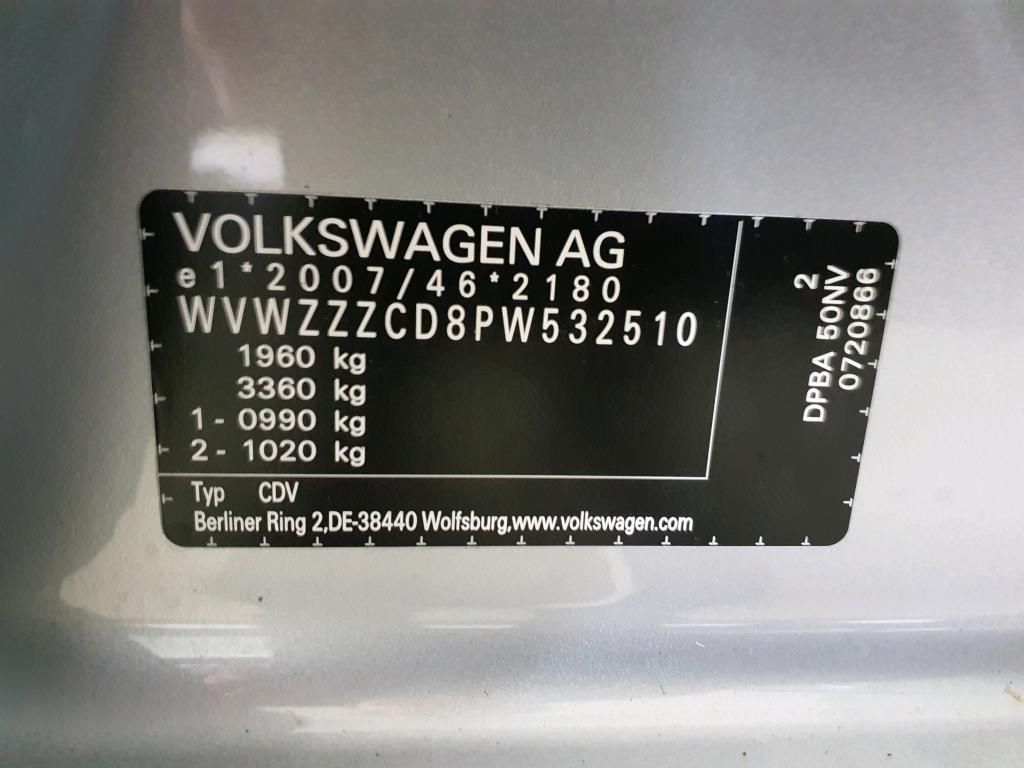 VOLKSWAGEN AG
e1*2007/46*2180
WVWZZZCD8PW532510
1960 kg
3360 kg
1 - 0990 kg
2 - 1020 kg
Typ CDV
Berliner Ring 2,DE-38440 Wolfsburg,www.volkswagen.com
2
DPBA 50NV
0720866